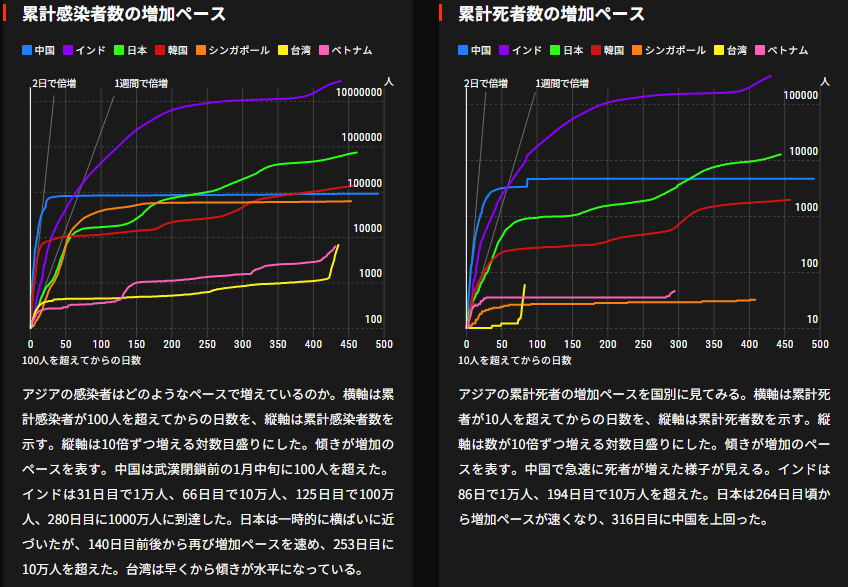 累計感染者数の増加ペース
中国 インド 日本 韓国 シンガポール 台湾 ベトナム
2日で倍増 1週間で倍増
人
10000000
1000000
100000
10000
1000
100
0 50 100 150 200 250 300 350 400 450 500
100人を超えてからの日数
アジアの感染者はどのようなペースで増えているのか。横軸は累
計感染者が100人を超えてからの日数を、縦軸は累計感染者数を
示す。縦軸は10倍ずつ増える対数目盛りにした。傾きが増加の
ペースを表す。中国は武漢閉鎖前の1月中旬に100人を超えた。
インドは31日目で1万人、66日目で10万人、125日目で100万
人、280日目に1000万人に到達した。日本は一時的に横ばいに近
づいたが、140日目前後から再び増加ペースを速め、253日目に
10万人を超えた。台湾は早くから傾きが水平になっている。
累計死者数の増加ペース
中国 インド 日本 韓国 シンガポール 台湾 ベトナム
2日で倍増 1週間で倍増
人
100000
10000
1000
100
10
0 50 100 150 200 250 300 350 400 450 500
10人を超えてからの日数
アジアの累計死者の増加ペースを国別に見てみる。横軸は累計死
者が10人を超えてからの日数を、縦軸は累計死者数を示す。縦
軸は数が10倍ずつ増える対数目盛りにした。傾きが増加のペー
スを表す。中国で急速に死者が増えた様子が見える。インドは
86日で1万人、194日目で10万人を超えた。日本は264日目頃か
ら増加ペースが速くなり、316日目に中国を上回った。